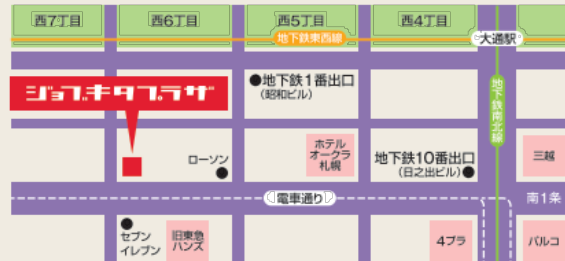 西7丁目
西6丁目
西5丁目
西4丁目
地下鉄東西線
大通駅
地下鉄1番出口
(昭和ビル)
地下鉄南北線
ジョブキタプラザ
ローソン
ホテル
オークラ
札幌
地下鉄10番出口
(日之出ビル)
三越
電車通り
南1条
セブン
イレブン
旧東急
ハンズ
4プラ
パルコ